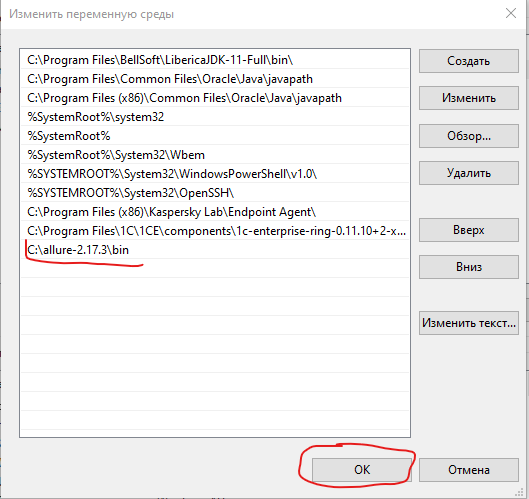 Изменить переменную среды
C:\Program Files\BellSoft\LibericaJDK-11-Full\bin\
C:\Program Files\Common Files\Oracle\Java\javapath
C:\Program Files (x86)\Common Files\Oracle\Java\javapath
%SystemRoot%\system32
%SystemRoot%
%SystemRoot%\System32\Wbem
%SYSTEMROOT%\System32\WindowsPowerShell\v1.0\
%SYSTEMROOT%\System32\OpenSSH\
C:\Program Files (x86)\Kaspersky Lab\Endpoint Agent\
C:\Program Files\1C\1CE\components\1c-enterprise-ring-0.11.10+2-x...
C:\allure-2.17.3\bin
Создать
Изменить
Обзор...
Удалить
Вверх
Вниз
Изменить текст...
ОК
Отмена